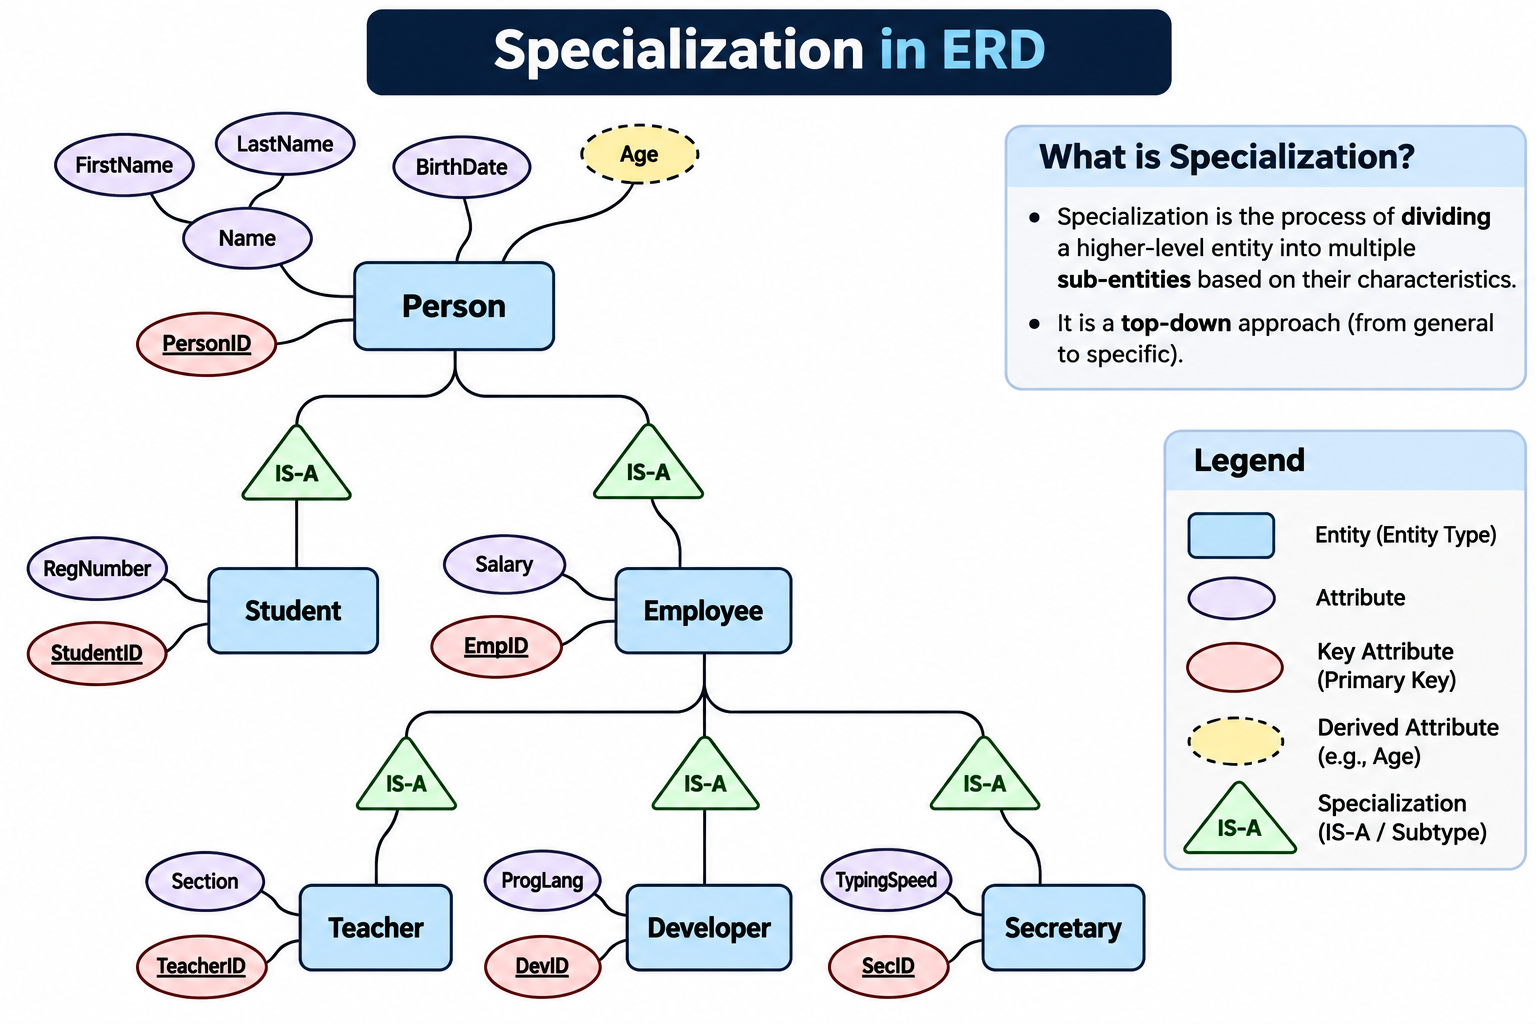 Specialization in ERD
FirstName
LastName
BirthDate
Age
Name
Person
PersonID
What is Specialization?
• Specialization is the process of dividing
a higher-level entity into multiple
sub-entities based on their characteristics.
• It is a top-down approach (from general
to specific).
IS-A
IS-A
RegNumber
Student
StudentID
Salary
Employee
EmpID
Legend
Entity (Entity Type)
Attribute
Key Attribute
(Primary Key)
Derived Attribute
(e.g., Age)
IS-A
Specialization
(IS-A / Subtype)
IS-A
IS-A
IS-A
Section
Teacher
TeacherID
ProgLang
Developer
DevID
TypingSpeed
Secretary
SecID